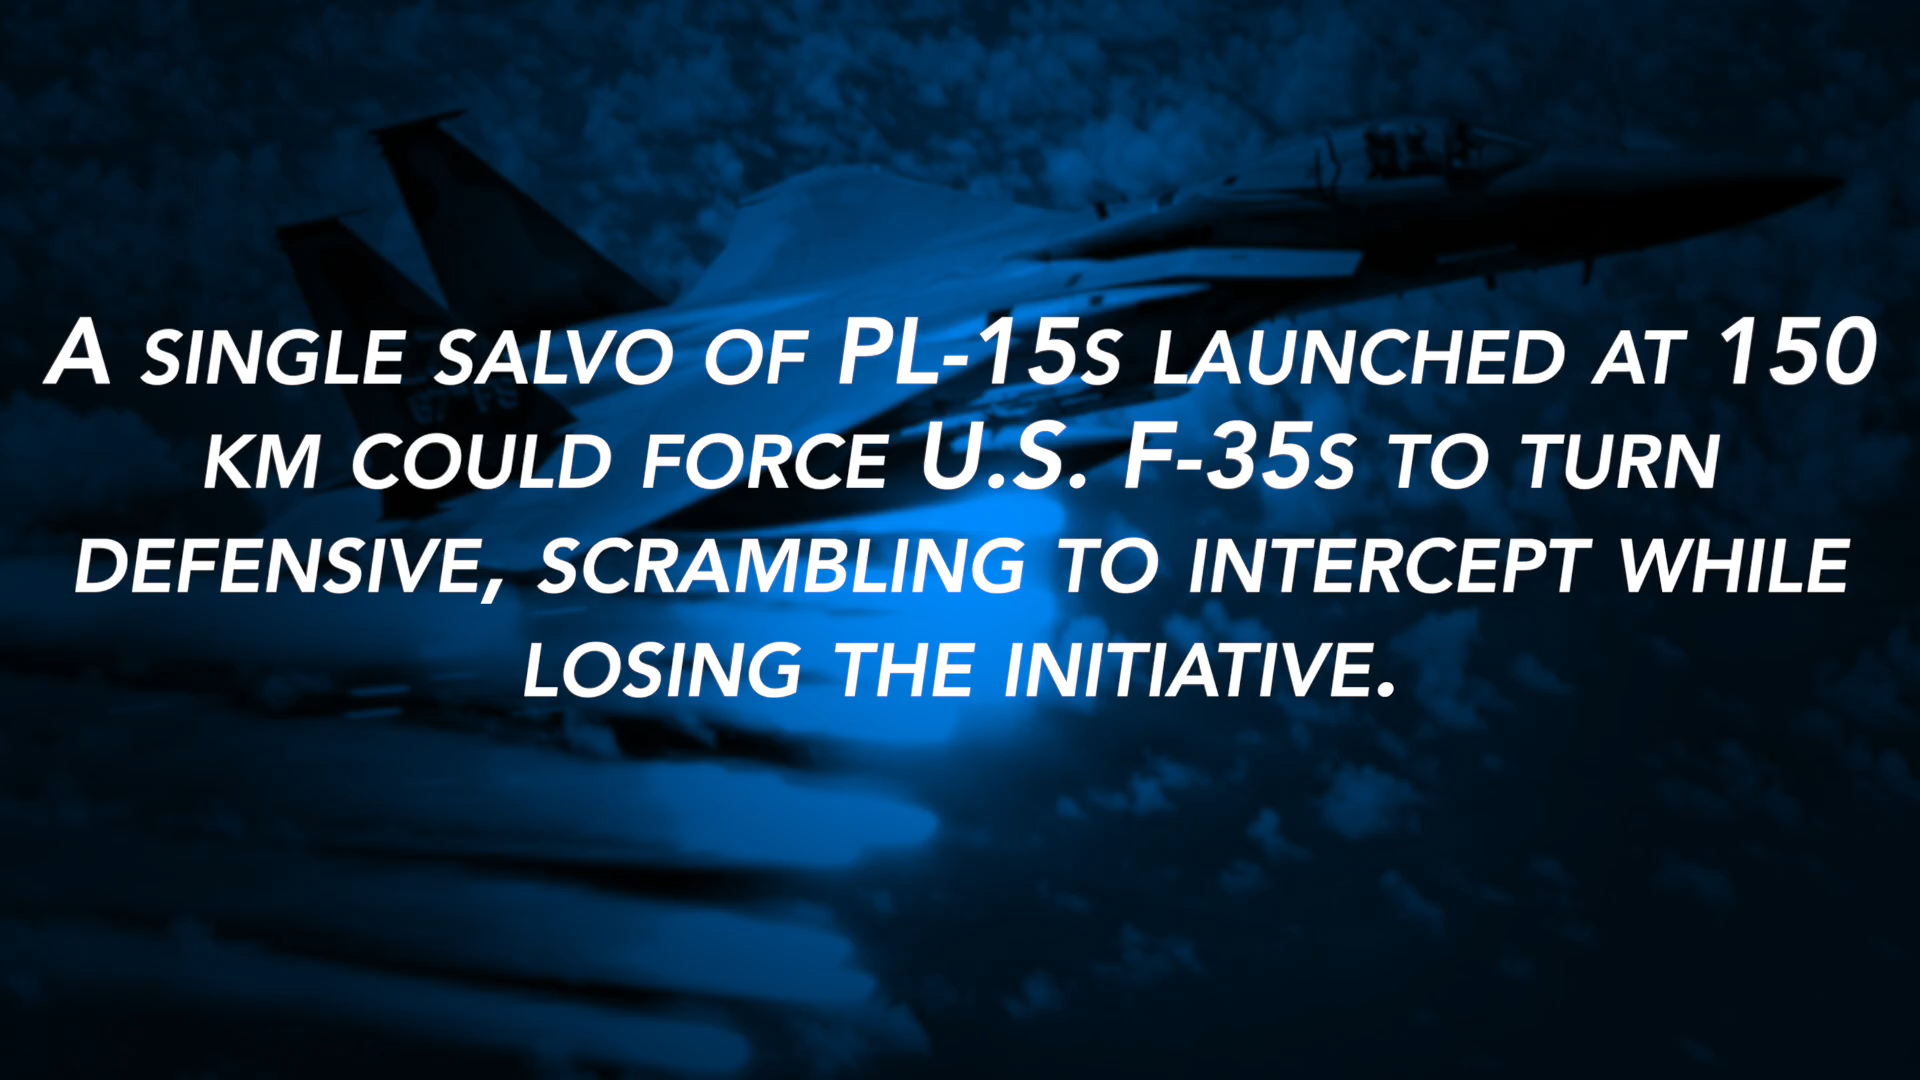 A SINGLE SALVO OF PL-15S LAUNCHED AT 150
KM COULD FORCE U.S. F-35S TO TURN
DEFENSIVE, SCRAMBLING TO INTERCEPT WHILE
LOSING THE INITIATIVE.